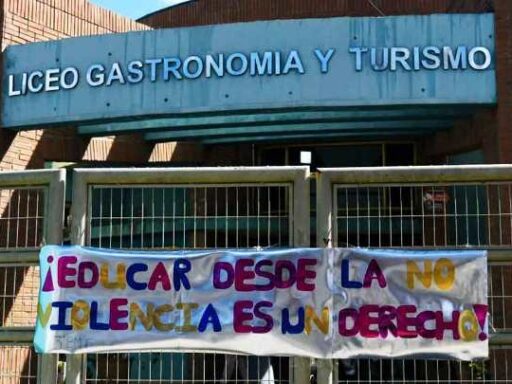 LICEO GASTRONOMIA Y TURISMO
¡EDUCAR DESDE LA NO
VIOLENCIA ES UN DERECHO!